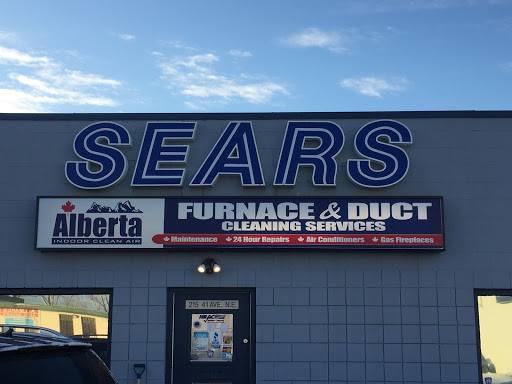 SEARS
Alberta
INDOOR CLEAN AIR
FURNACE & DUCT
CLEANING SERVICES
Maintenance 24 Hour Repairs Air Conditioners Gas Fireplaces
215 41 AVE. N.E.